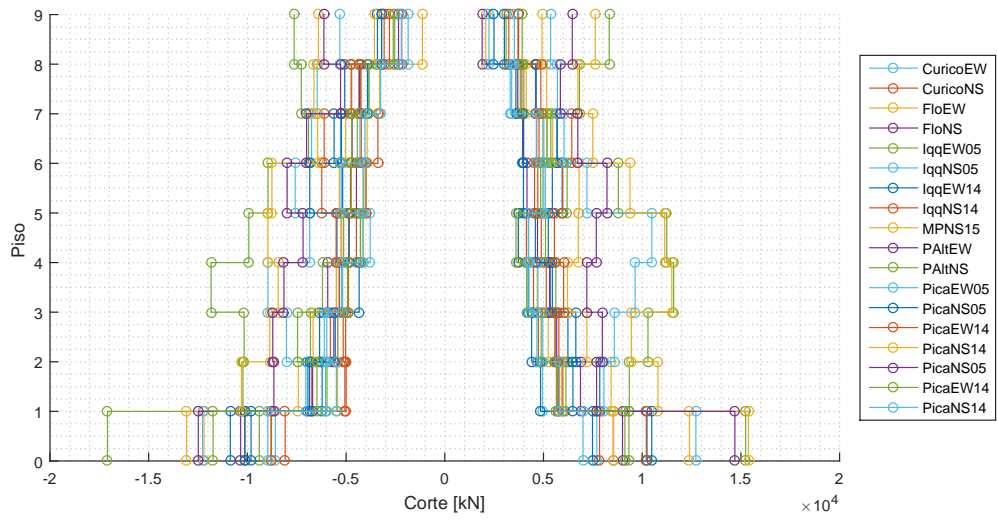 9
8
7
6
5
4
3
2
1
0
Piso
-2
-1.5
-1
-0.5
0
0.5
1
1.5
2
Corte [kN]
×10⁴
CuricoEW
CuricoNS
FloEW
FloNS
IqqEW05
IqqNS05
IqqEW14
IqqNS14
MPNS15
PAltEW
PAltNS
PicaEW05
PicaNS05
PicaEW14
PicaNS14
PicaNS05
PicaEW14
PicaNS14